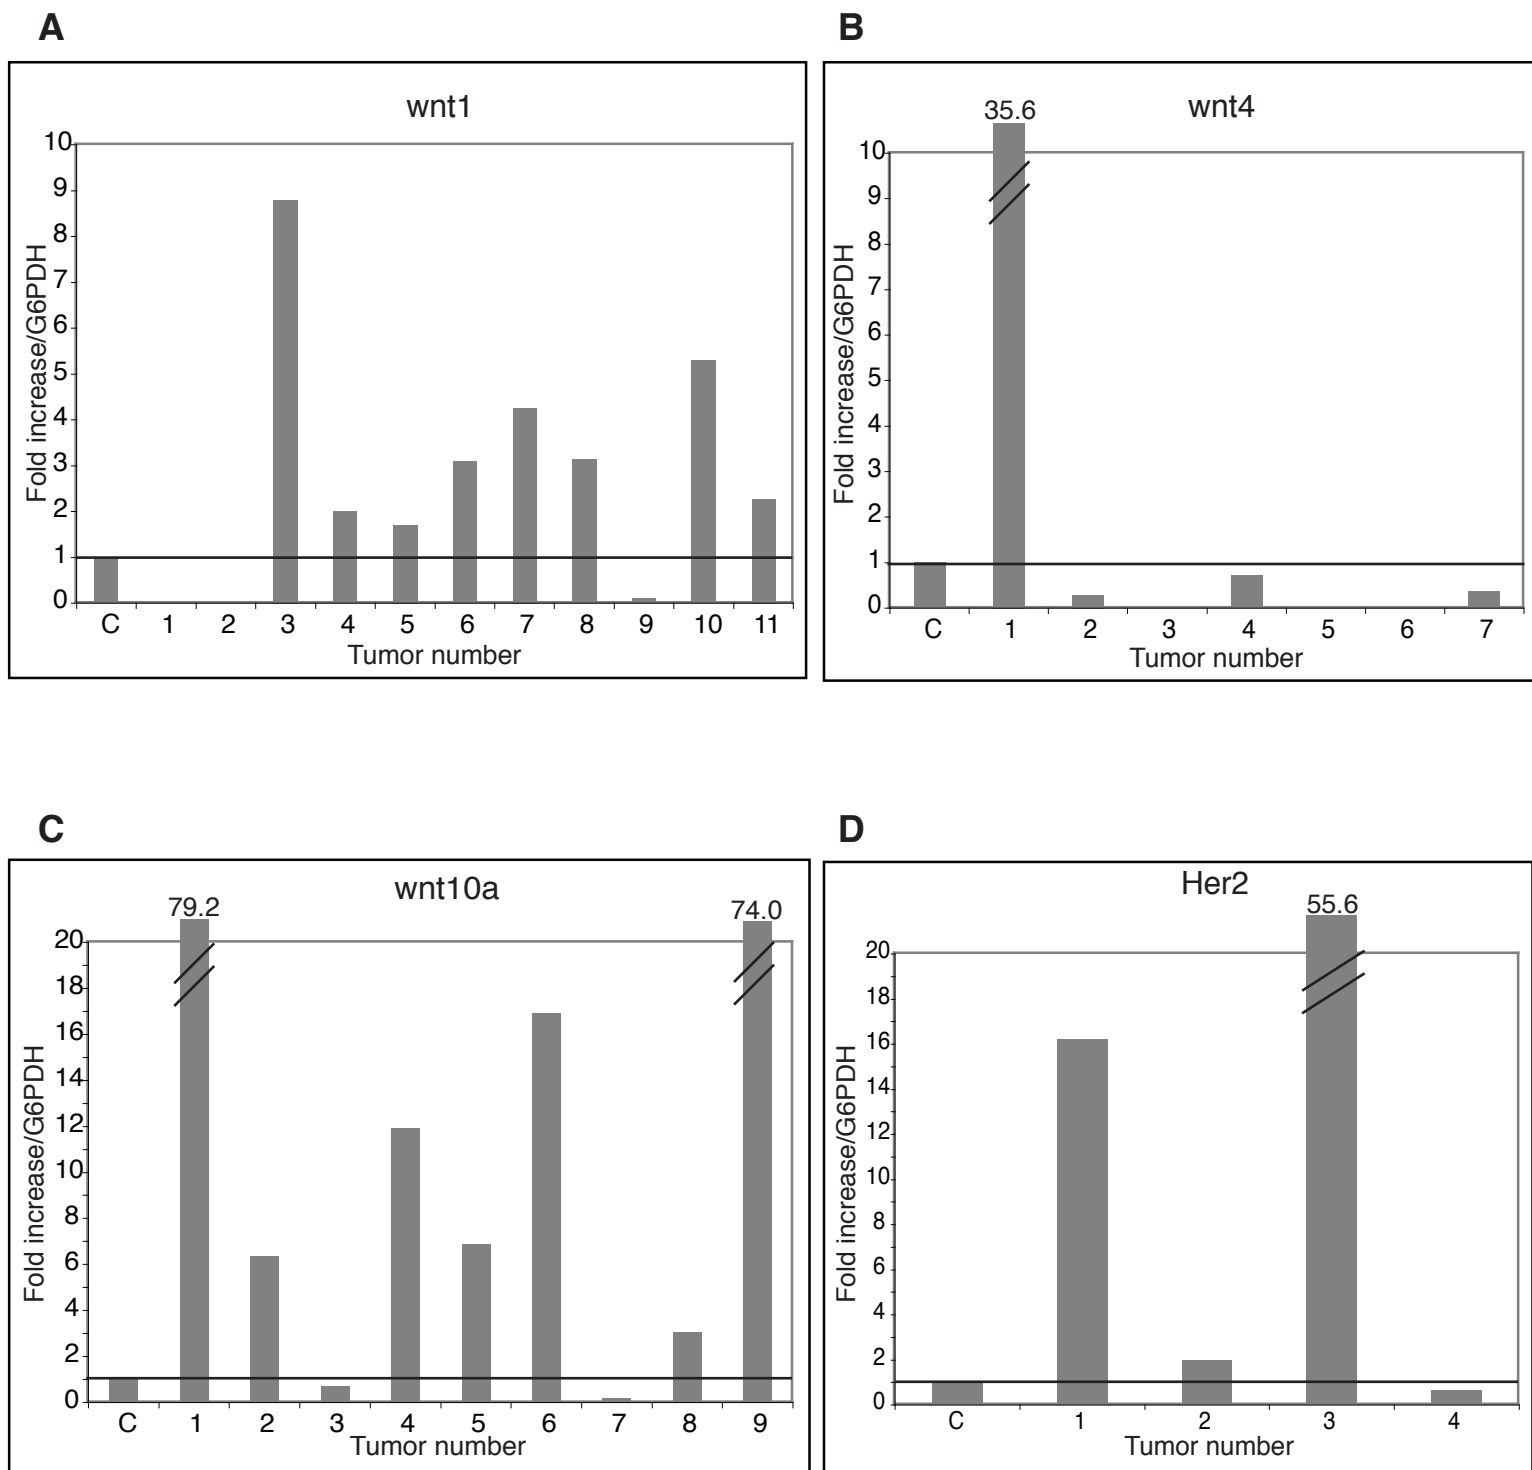 A
wnt1
Fold increase/G6PDH
10
9
8
7
6
5
4
3
2
1
0
C 1 2 3 4 5 6 7 8 9 10 11
Tumor number
B
wnt4
35.6
Fold increase/G6PDH
10
9
8
7
6
5
4
3
2
1
0
C 1 2 3 4 5 6 7
Tumor number
C
wnt10a
79.2
74.0
Fold increase/G6PDH
20
18
16
14
12
10
8
6
4
2
0
C 1 2 3 4 5 6 7 8 9
Tumor number
D
Her2
55.6
Fold increase/G6PDH
20
18
16
14
12
10
8
6
4
2
0
C 1 2 3 4
Tumor number